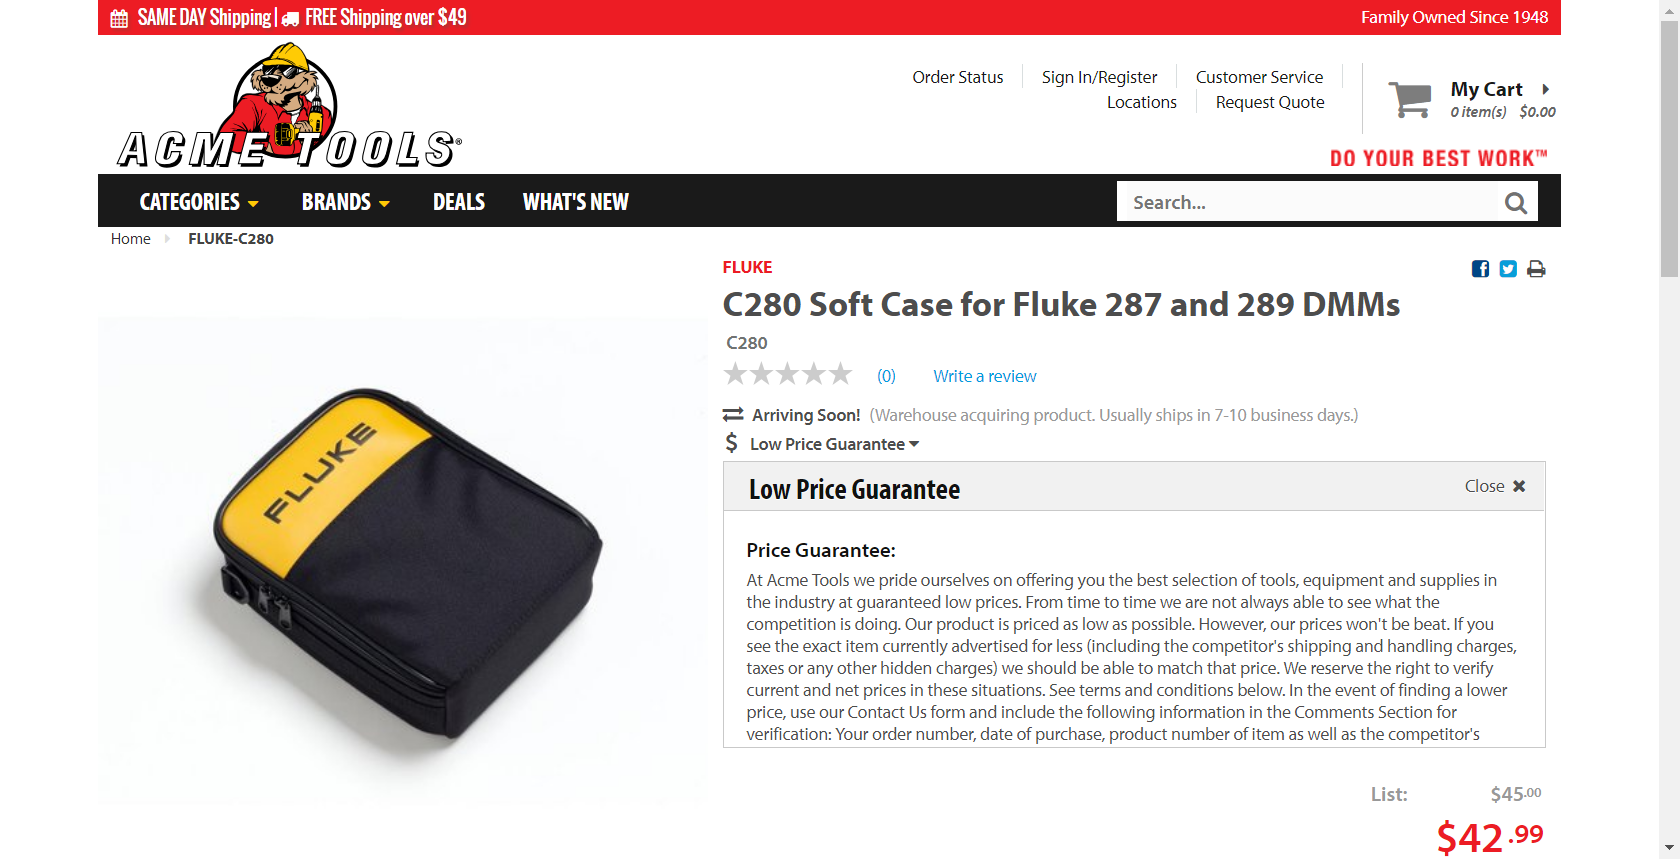 SAME DAY Shipping | FREE Shipping over $49
Family Owned Since 1948
Order Status
Sign In/Register
Customer Service
Locations
Request Quote
My Cart
0 item(s) $0.00
ACME TOOLS®
DO YOUR BEST WORK™
CATEGORIES
BRANDS
DEALS
WHAT'S NEW
Search...
Home
FLUKE-C280
FLUKE
C280 Soft Case for Fluke 287 and 289 DMMs
C280
(0)
Write a review
Arriving Soon! (Warehouse acquiring product. Usually ships in 7-10 business days.)
$ Low Price Guarantee
Low Price Guarantee
Close
Price Guarantee:
At Acme Tools we pride ourselves on offering you the best selection of tools, equipment and supplies in
the industry at guaranteed low prices. From time to time we are not always able to see what the
competition is doing. Our product is priced as low as possible. However, our prices won't be beat. If you
see the exact item currently advertised for less (including the competitor's shipping and handling charges,
taxes or any other hidden charges) we should be able to match that price. We reserve the right to verify
current and net prices in these situations. See terms and conditions below. In the event of finding a lower
price, use our Contact Us form and include the following information in the Comments Section for
verification: Your order number, date of purchase, product number of item as well as the competitor's
FLUKE
List: $45.00
$42.99